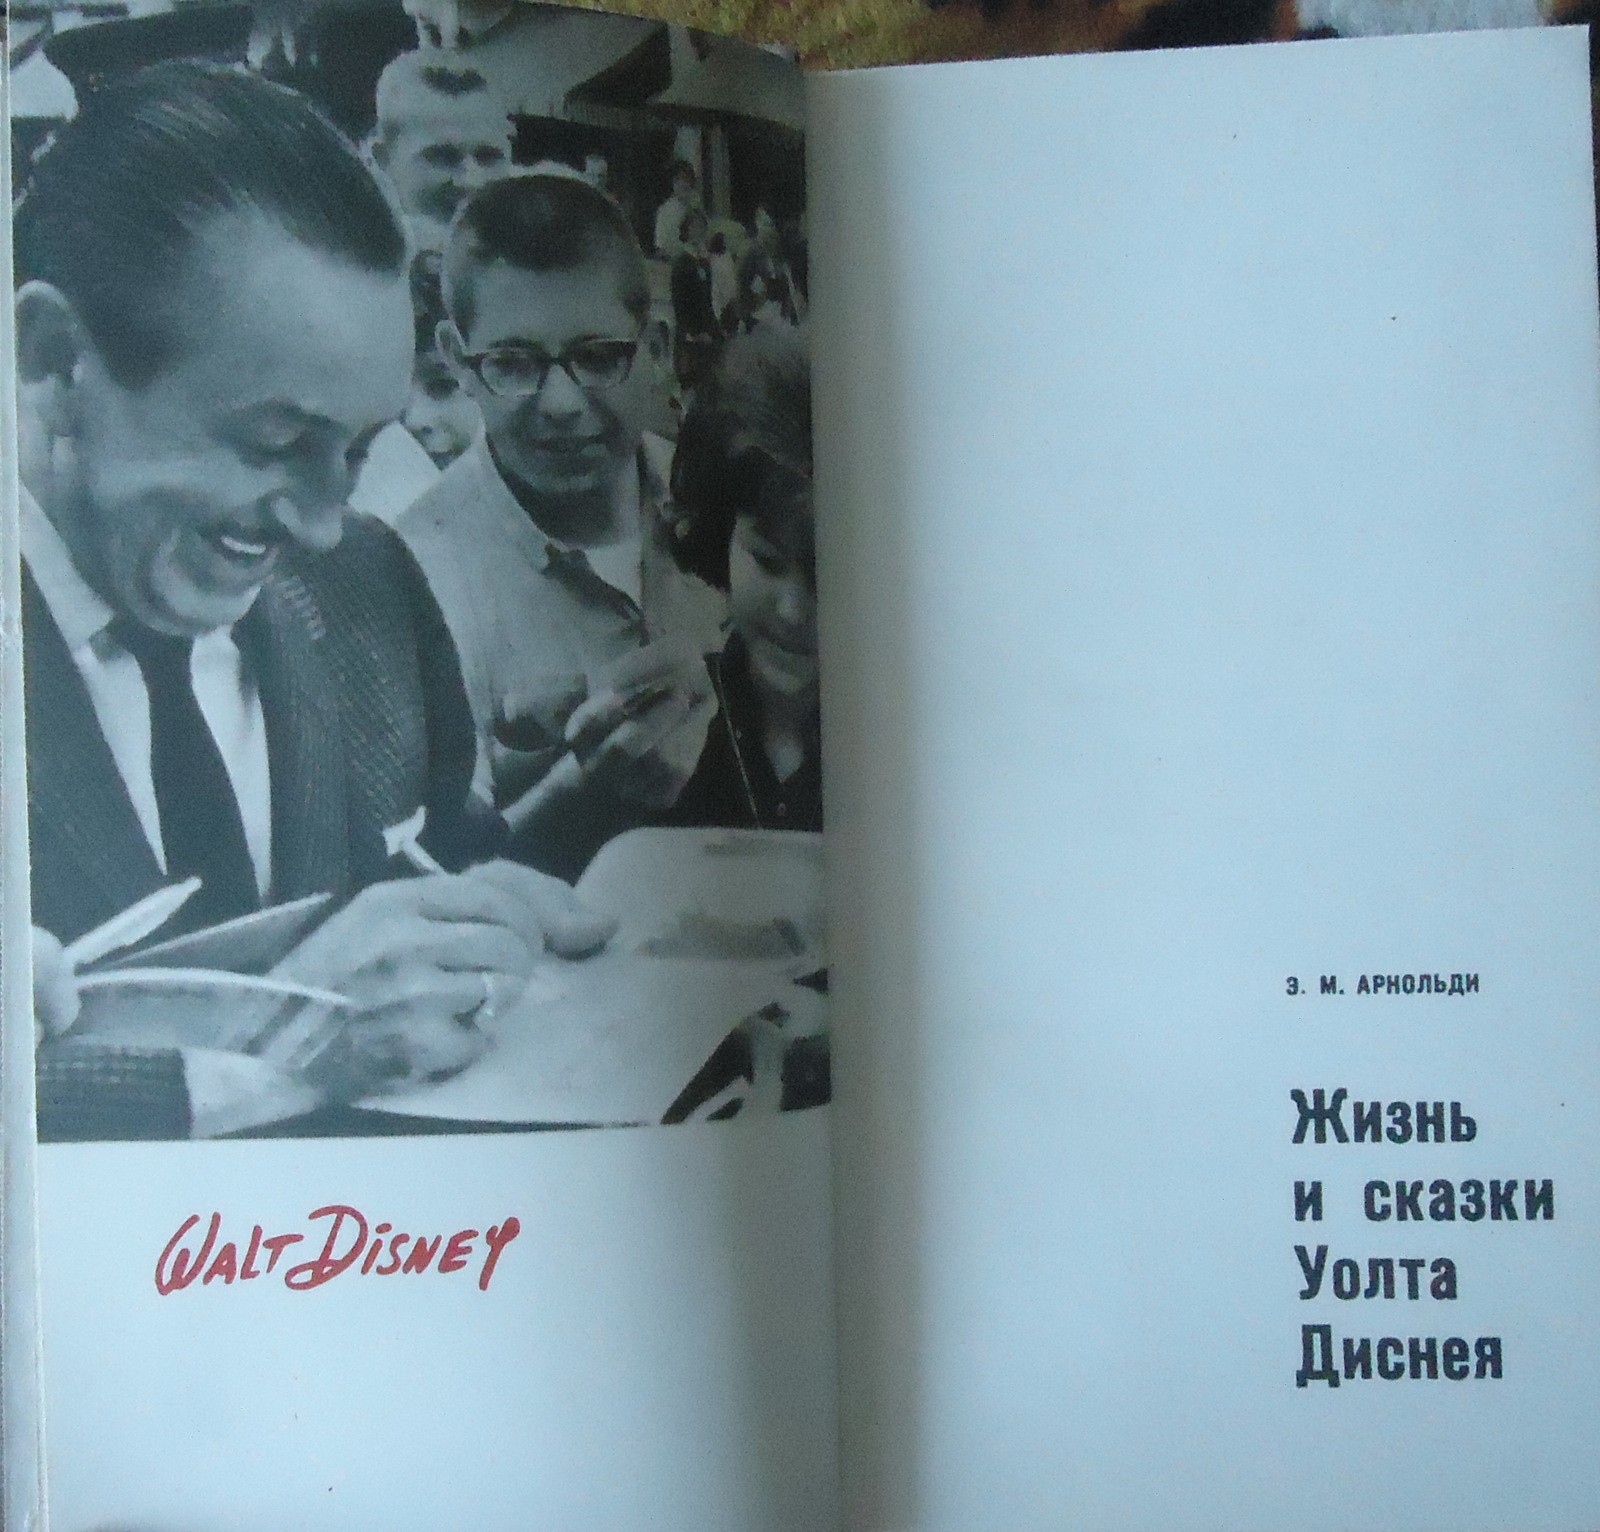 WALT DISNEY
Э. М. АРНОЛЬДИ
Жизнь
и сказки
Уолта
Диснея